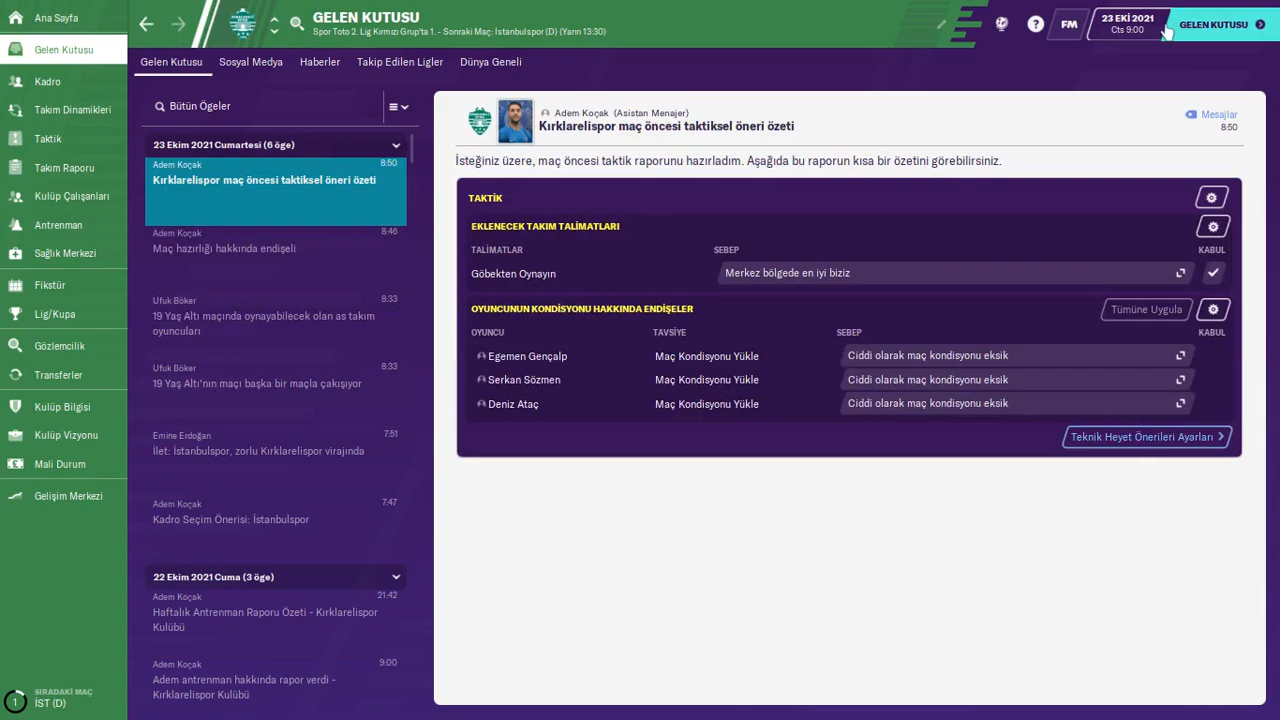 Ana Sayfa
Gelen Kutusu
Kadro
Takım Dinamikleri
Taktik
Takım Raporu
Kulüp Çalışanları
Antrenman
Sağlık Merkezi
Fikstür
Lig/Kupa
Gözlemcilik
Transferler
Kulüp Bilgisi
Kulüp Vizyonu
Mali Durum
Gelişim Merkezi
1
SIRADAKİ MAÇ
İST (D)
GELEN KUTUSU
Spor Toto 2. Lig Kırmızı Grup'ta 1. - Sonraki Maç: İstanbulspor (D) (Yarın 13:30)
?
FM
23 EKİ 2021
Cts 9:00
GELEN KUTUSU
Gelen Kutusu
Sosyal Medya
Haberler
Takip Edilen Ligler
Dünya Geneli
Bütün Ögeler
23 Ekim 2021 Cumartesi (6 öge)
Adem Koçak 8:50
Kırklarelispor maç öncesi taktiksel öneri özeti
Adem Koçak 8:46
Maç hazırlığı hakkında endişeli
Ufuk Böker 8:33
19 Yaş Altı maçında oynayabilecek olan as takım
oyuncuları
Ufuk Böker 8:33
19 Yaş Altı'nın maçı başka bir maçla çakışıyor
Emine Erdoğan 7:51
İlet: İstanbulspor, zorlu Kırklarelispor virajında
Adem Koçak 7:47
Kadro Seçim Önerisi: İstanbulspor
22 Ekim 2021 Cuma (3 öge)
Adem Koçak 21:42
Haftalık Antrenman Raporu Özeti - Kırklarelispor
Kulübü
Adem Koçak 9:00
Adem antrenman hakkında rapor verdi -
Kırklarelispor Kulübü
Adem Koçak (Asistan Menajer)
Kırklarelispor maç öncesi taktiksel öneri özeti
Mesajlar
8:50
İsteğiniz üzere, maç öncesi taktik raporunu hazırladım. Aşağıda bu raporun kısa bir özetini görebilirsiniz.
TAKTİK
EKLENECEK TAKIM TALİMATLARI
TALİMATLAR SEBEP KABUL
Göbekten Oynayın Merkez bölgede en iyi biziz
OYUNCUNUN KONDİSYONU HAKKINDA ENDİŞELER
Tümüne Uygula
OYUNCU TAVSİYE SEBEP KABUL
Egemen Gençalp Maç Kondisyonu Yükle Ciddi olarak maç kondisyonu eksik
Serkan Sözmen Maç Kondisyonu Yükle Ciddi olarak maç kondisyonu eksik
Deniz Ataç Maç Kondisyonu Yükle Ciddi olarak maç kondisyonu eksik
Teknik Heyet Önerileri Ayarları